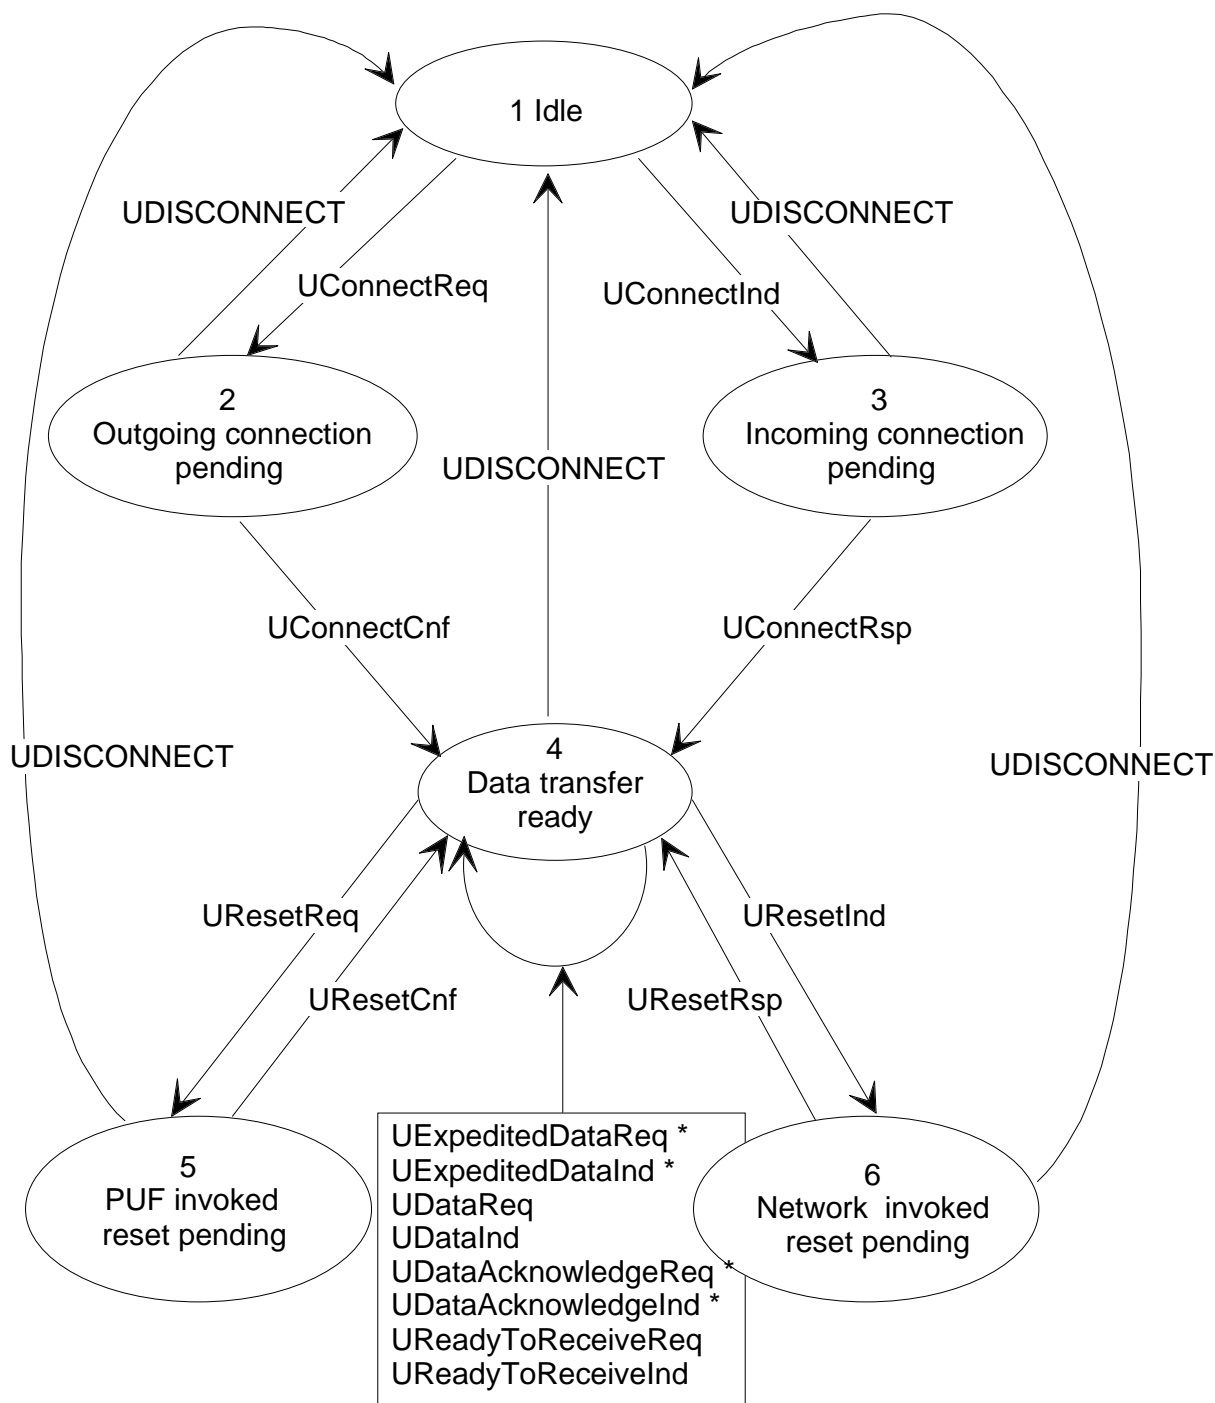 1 Idle
UDISCONNECT
UDISCONNECT
UConnectReq
UConnectInd
2
Outgoing connection
pending
3
Incoming connection
pending
UDISCONNECT
UConnectCnf
UConnectRsp
UDISCONNECT
4
Data transfer
ready
UDISCONNECT
UResetReq
UResetInd
UResetCnf
UResetRsp
5
PUF invoked
reset pending
UExpeditedDataReq *
UExpeditedDataInd *
UDataReq
UDataInd
UDataAcknowledgeReq *
UDataAcknowledgeInd *
UReadyToReceiveReq
UReadyToReceiveInd
6
Network invoked
reset pending